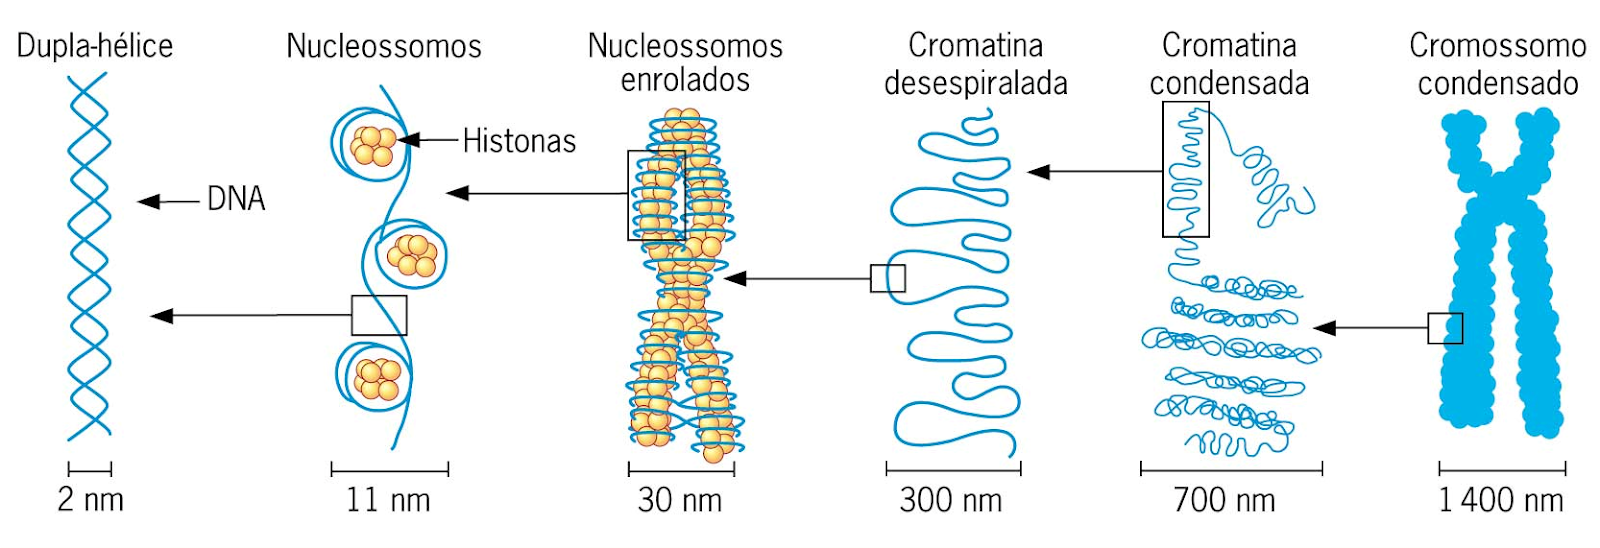 Dupla-hélice
Nucleossomos
Nucleossomos
enrolados
Cromatina
desespiralada
Cromatina
condensada
Cromossomo
condensado
Histonas
DNA
2 nm
11 nm
30 nm
300 nm
700 nm
1 400 nm